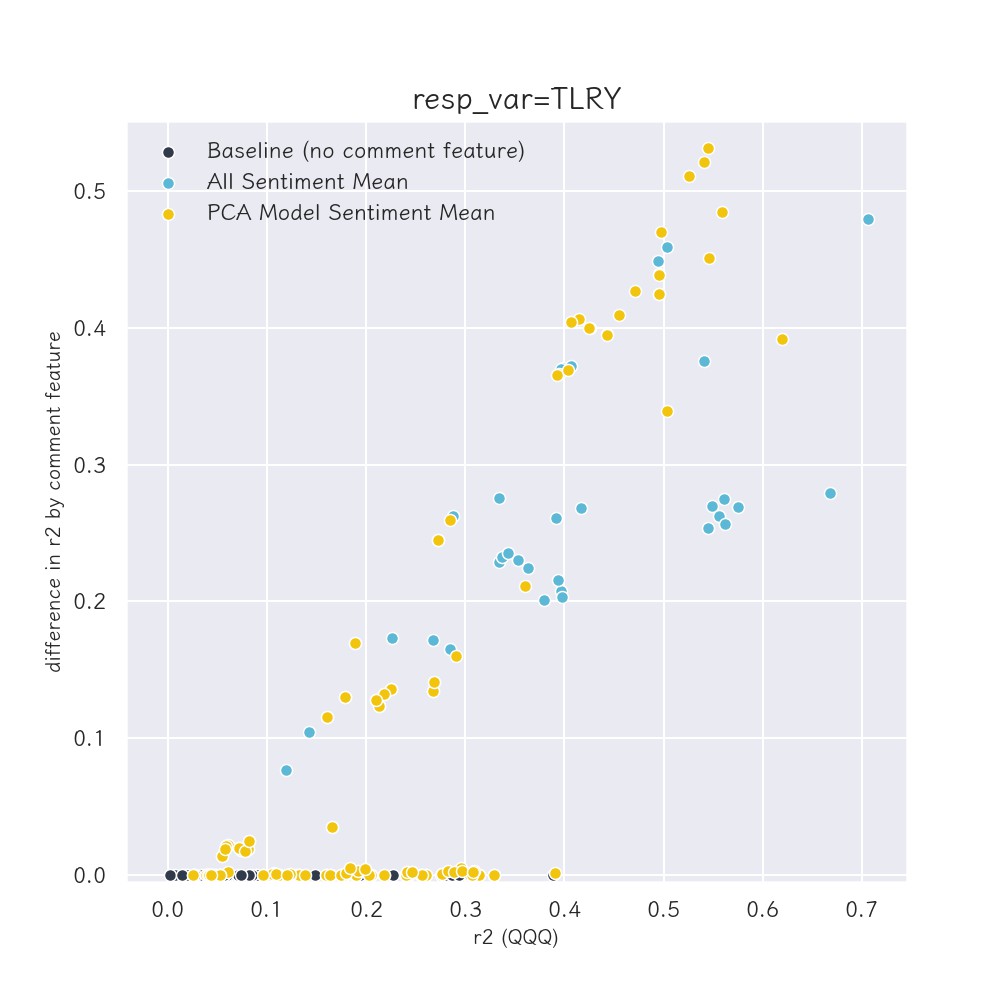 resp_var=TLRY
Baseline (no comment feature)
All Sentiment Mean
PCA Model Sentiment Mean
difference in r2 by comment feature
0.5
0.4
0.3
0.2
0.1
0.0
0.0 0.1 0.2 0.3 0.4 0.5 0.6 0.7
r2 (QQQ)